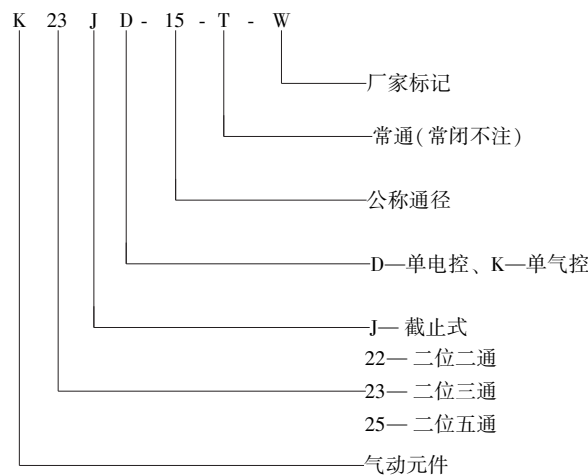 K 23 J D - 15 - T - W
厂家标记
常通(常闭不注)
公称通径
D—单电控、K—单气控
J— 截止式
22— 二位二通
23— 二位三通
25— 二位五通
气动元件